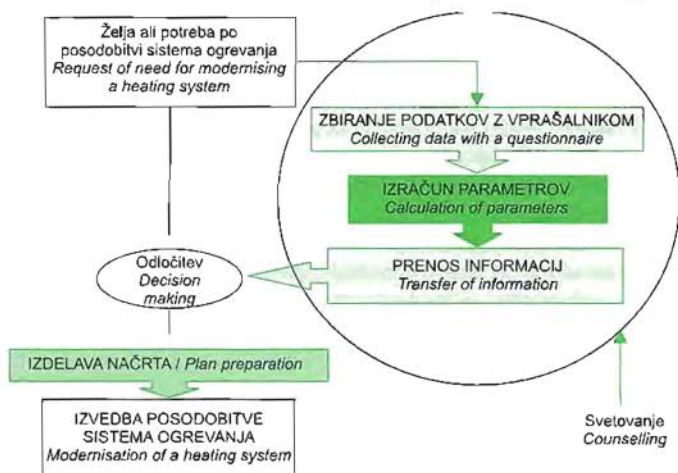 Želja ali potreba po
posodobitvi sistema ogrevanja
Request of need for modernising
a heating system
ZBIRANJE PODATKOV Z VPRAŠALNIKOM
Collecting data with a questionnaire
IZRAČUN PARAMETROV
Calculation of parameters
PRENOS INFORMACIJ
Transfer of information
Odločitev
Decision
making
IZDELAVA NAČRTA / Plan preparation
IZVEDBA POSODOBITVE
SISTEMA OGREVANJA
Modernisation of a heating system
Svetovanje
Counselling